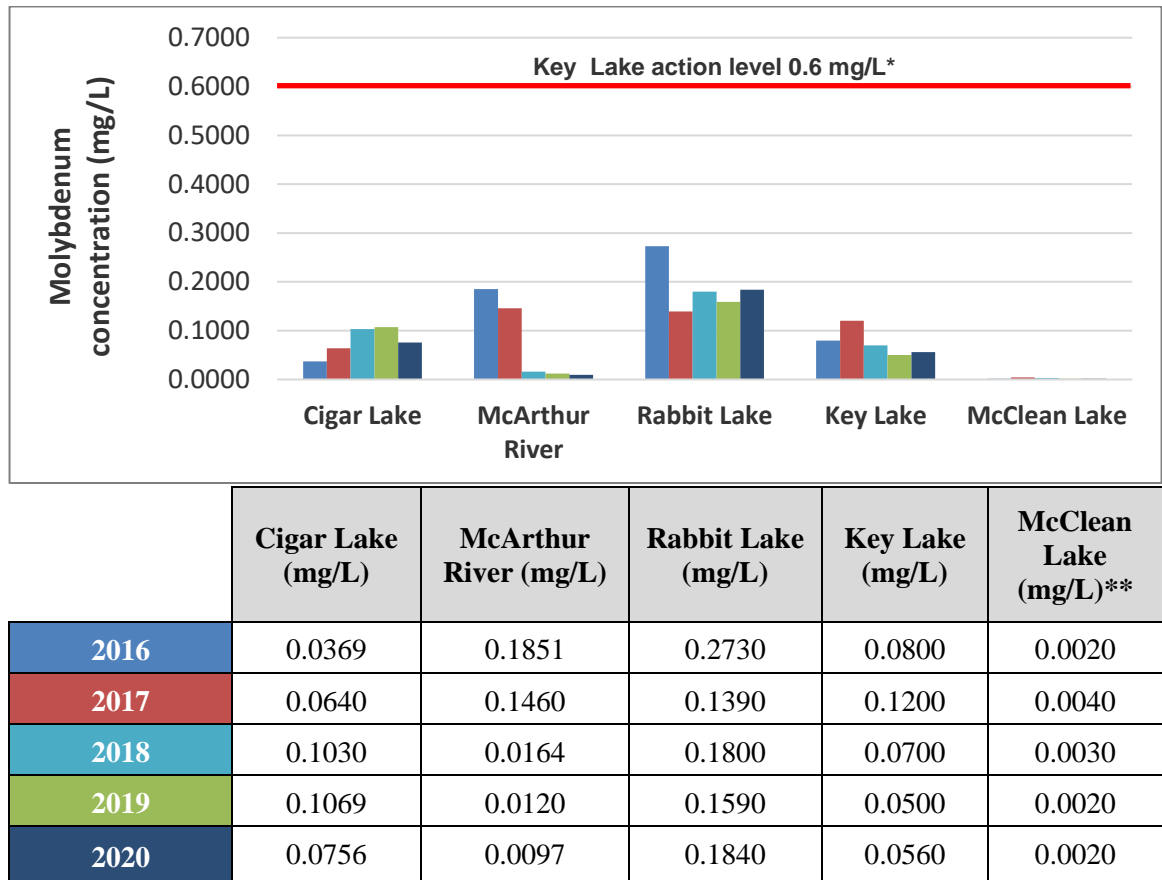 0.7000
Key Lake action level 0.6 mg/L*
0.6000
0.5000
0.4000
0.3000
0.2000
0.1000
0.0000
Molybdenum
concentration (mg/L)
Cigar Lake McArthur Rabbit Lake Key Lake McClean Lake
River
Cigar Lake (mg/L) McArthur River (mg/L) Rabbit Lake (mg/L) Key Lake (mg/L) McClean Lake (mg/L)**
2016 0.0369 0.1851 0.2730 0.0800 0.0020
2017 0.0640 0.1460 0.1390 0.1200 0.0040
2018 0.1030 0.0164 0.1800 0.0700 0.0030
2019 0.1069 0.0120 0.1590 0.0500 0.0020
2020 0.0756 0.0097 0.1840 0.0560 0.0020